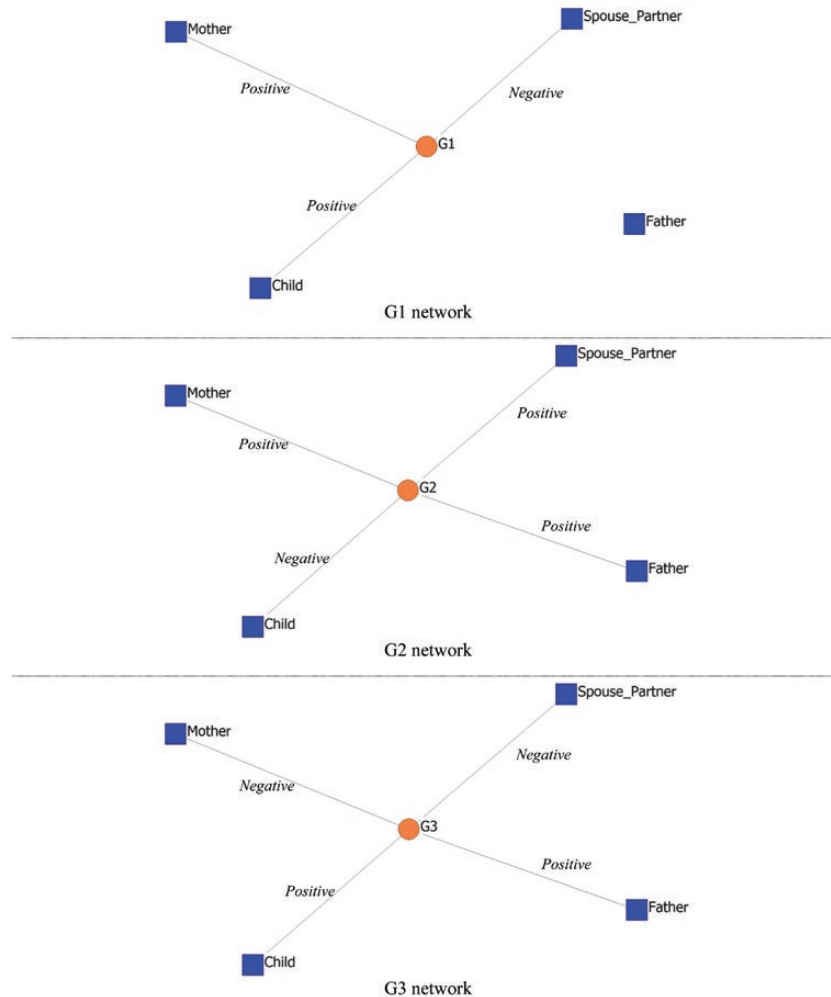 Mother
Spouse_Partner
Positive
Negative
G1
Positive
Father
Child
G1 network
Spouse_Partner
Mother
Positive
Positive
G2
Positive
Negative
Father
Child
G2 network
Spouse_Partner
Mother
Negative
Negative
G3
Positive
Positive
Father
Child
G3 network